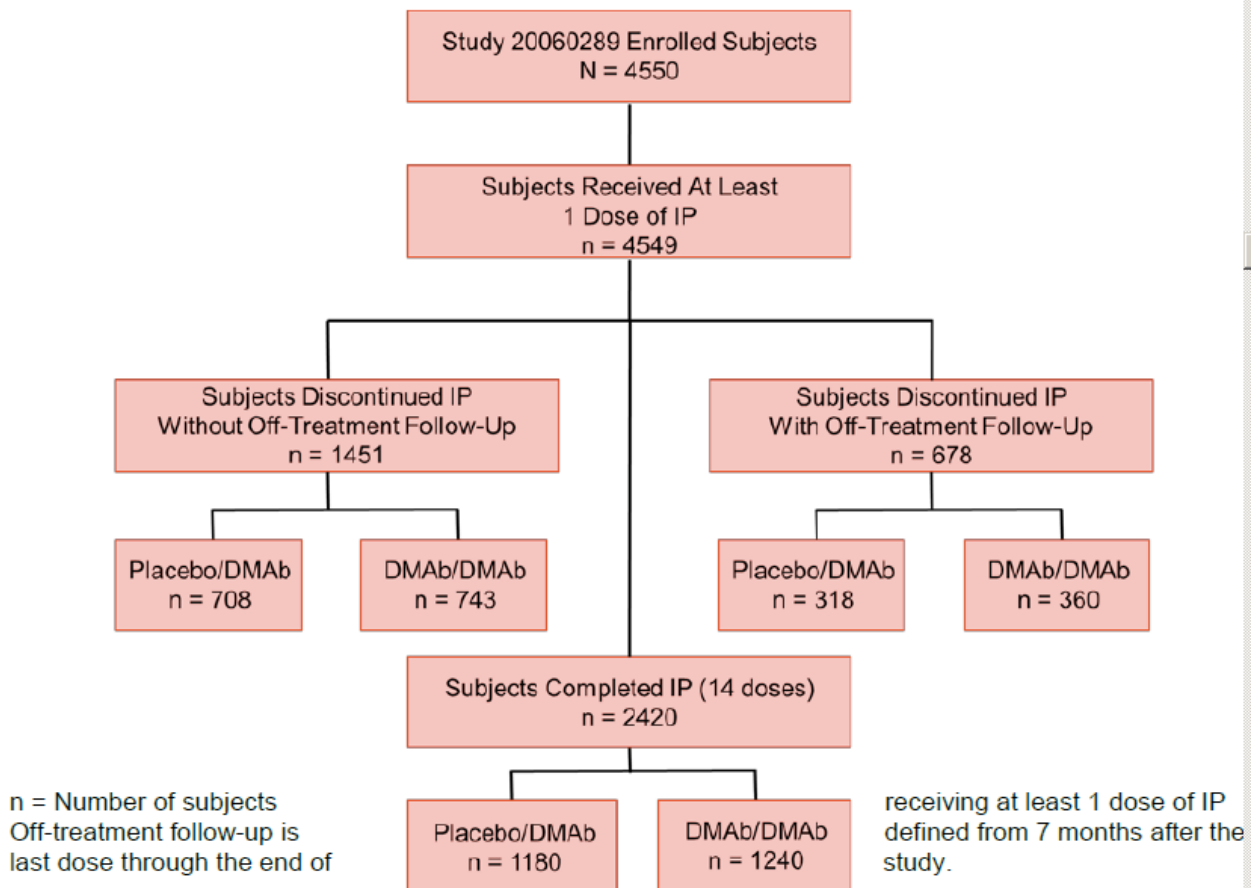 Study 20060289 Enrolled Subjects
N = 4550
Subjects Received At Least
1 Dose of IP
n = 4549
Subjects Discontinued IP
Without Off-Treatment Follow-Up
n = 1451
Subjects Discontinued IP
With Off-Treatment Follow-Up
n = 678
Placebo/DMAb
n = 708
DMAb/DMAb
n = 743
Placebo/DMAb
n = 318
DMAb/DMAb
n = 360
Subjects Completed IP (14 doses)
n = 2420
Placebo/DMAb
n = 1180
DMAb/DMAb
n = 1240
n = Number of subjects receiving at least 1 dose of IP
Off-treatment follow-up is defined from 7 months after the
last dose through the end of study.